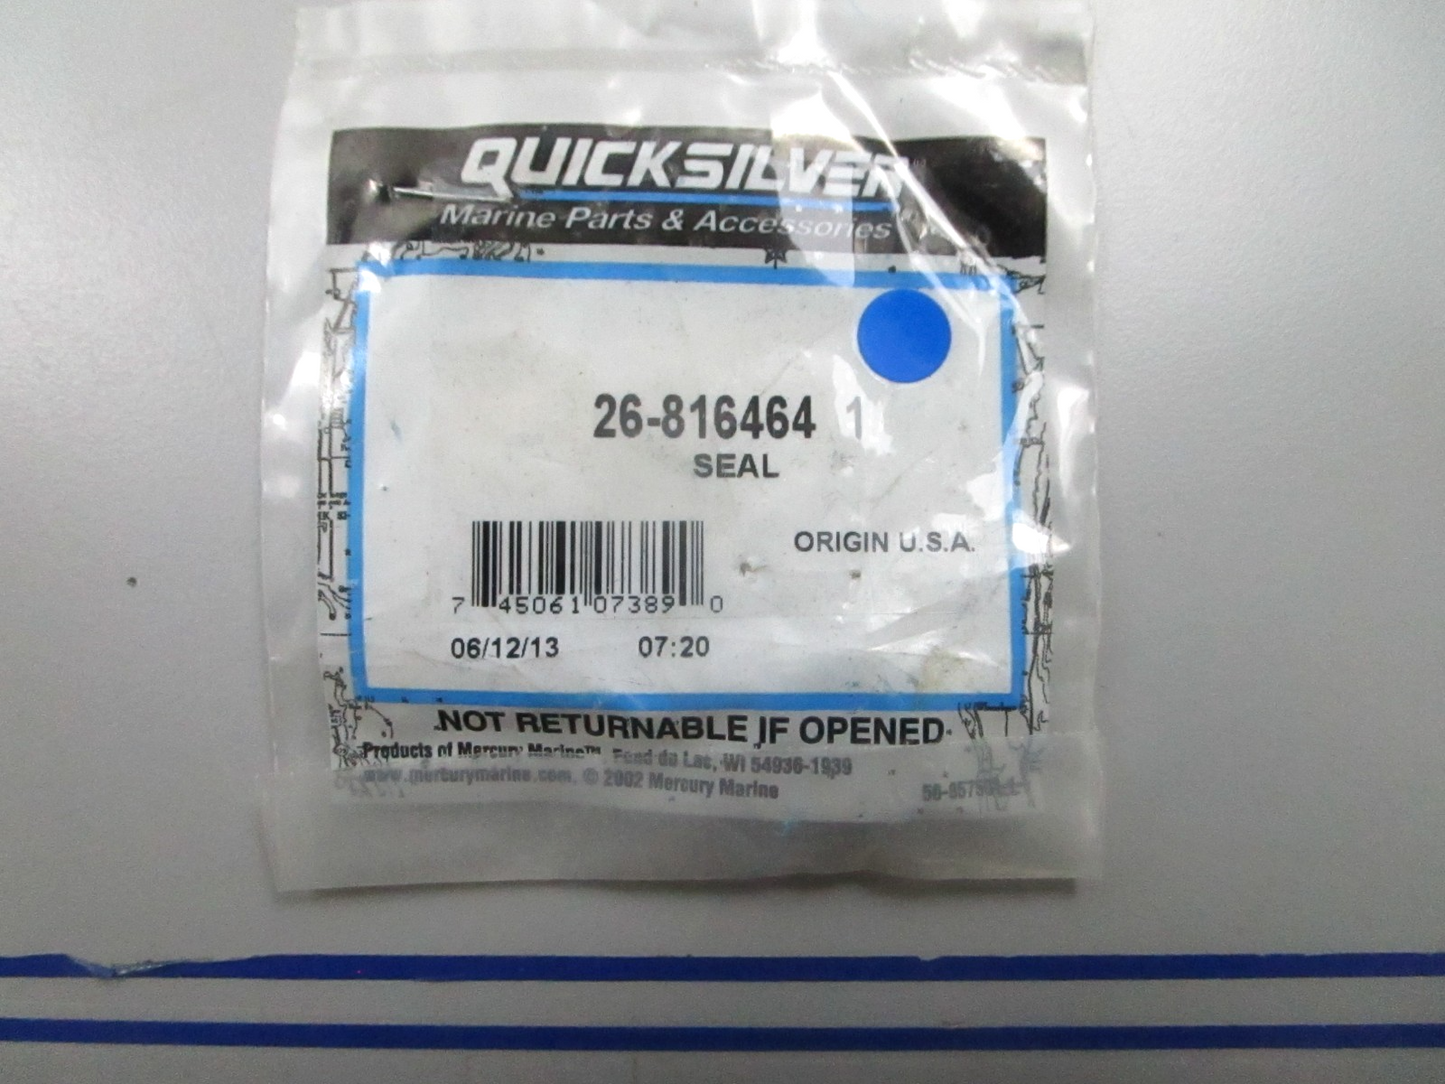 QUICKSILVER
Marine Parts & Accessories
26-816464 1
SEAL
ORIGIN U.S.A.
7 45061 07389 0
06/12/13 07:20
NOT RETURNABLE IF OPENED
Products of Mercury Marine™ Fond du Lac, WI 54936-1939
www.mercurymarine.com. © 2002 Mercury Marine